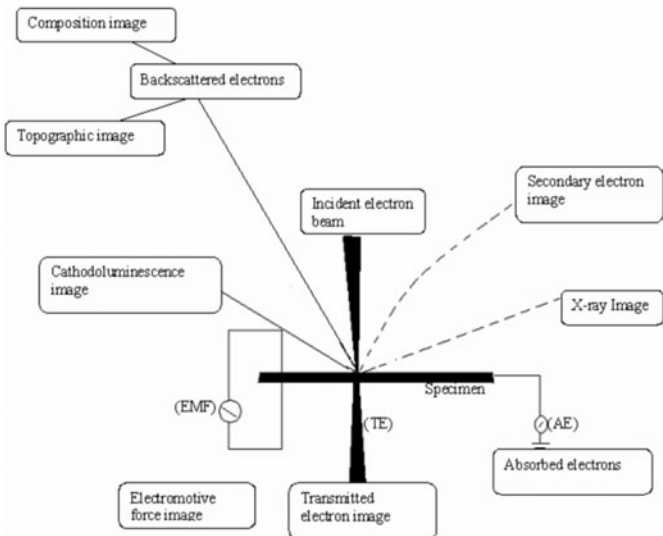 Composition image
Backscattered electrons
Topographic image
Incident electron
beam
Secondary electron
image
Cathodoluminescence
image
X-ray Image
Specimen
(EMF)
(TE)
(AE)
Absorbed electrons
Electromotive
force image
Transmitted
electron image